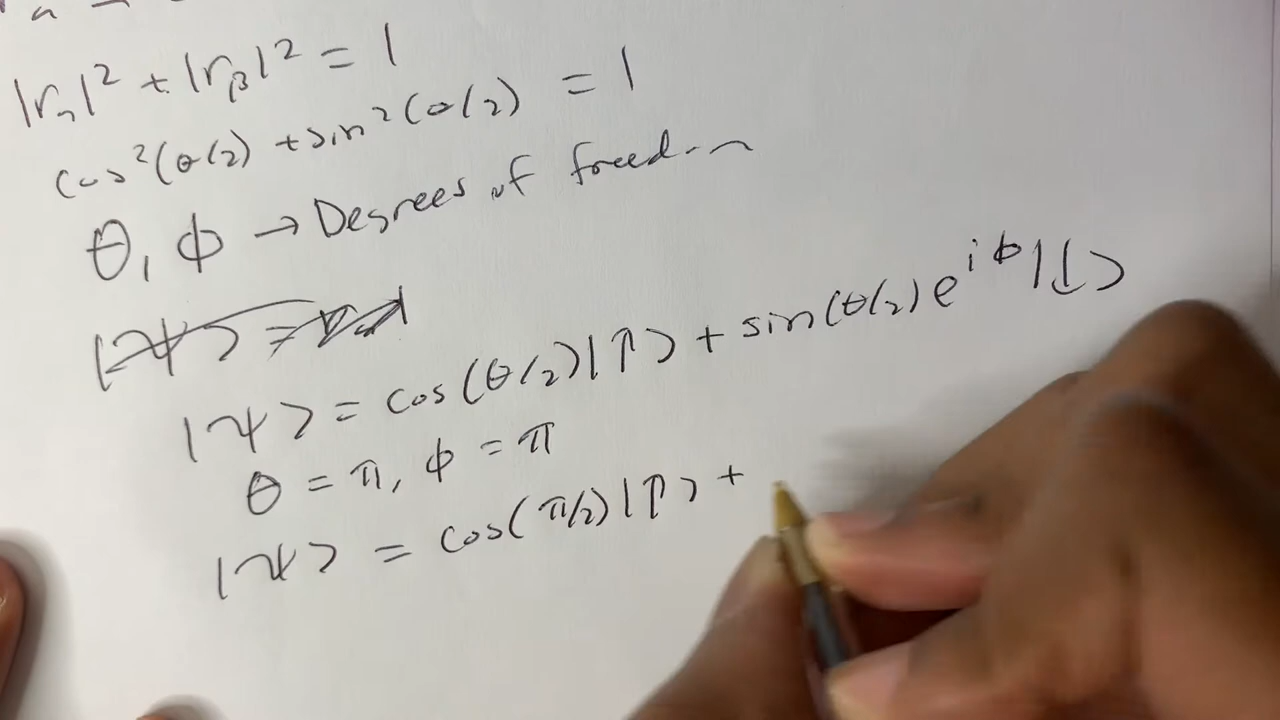 |r_α|² + |r_β|² = 1
cos²(θ/2) + sin²(θ/2) = 1
θ, φ → Degrees of freedom
|ψ⟩ =
|ψ⟩ = cos(θ/2)|↑⟩ + sin(θ/2)e^{iφ}|↓⟩
θ = π, φ = π
|ψ⟩ = cos(π/2)|↑⟩ +